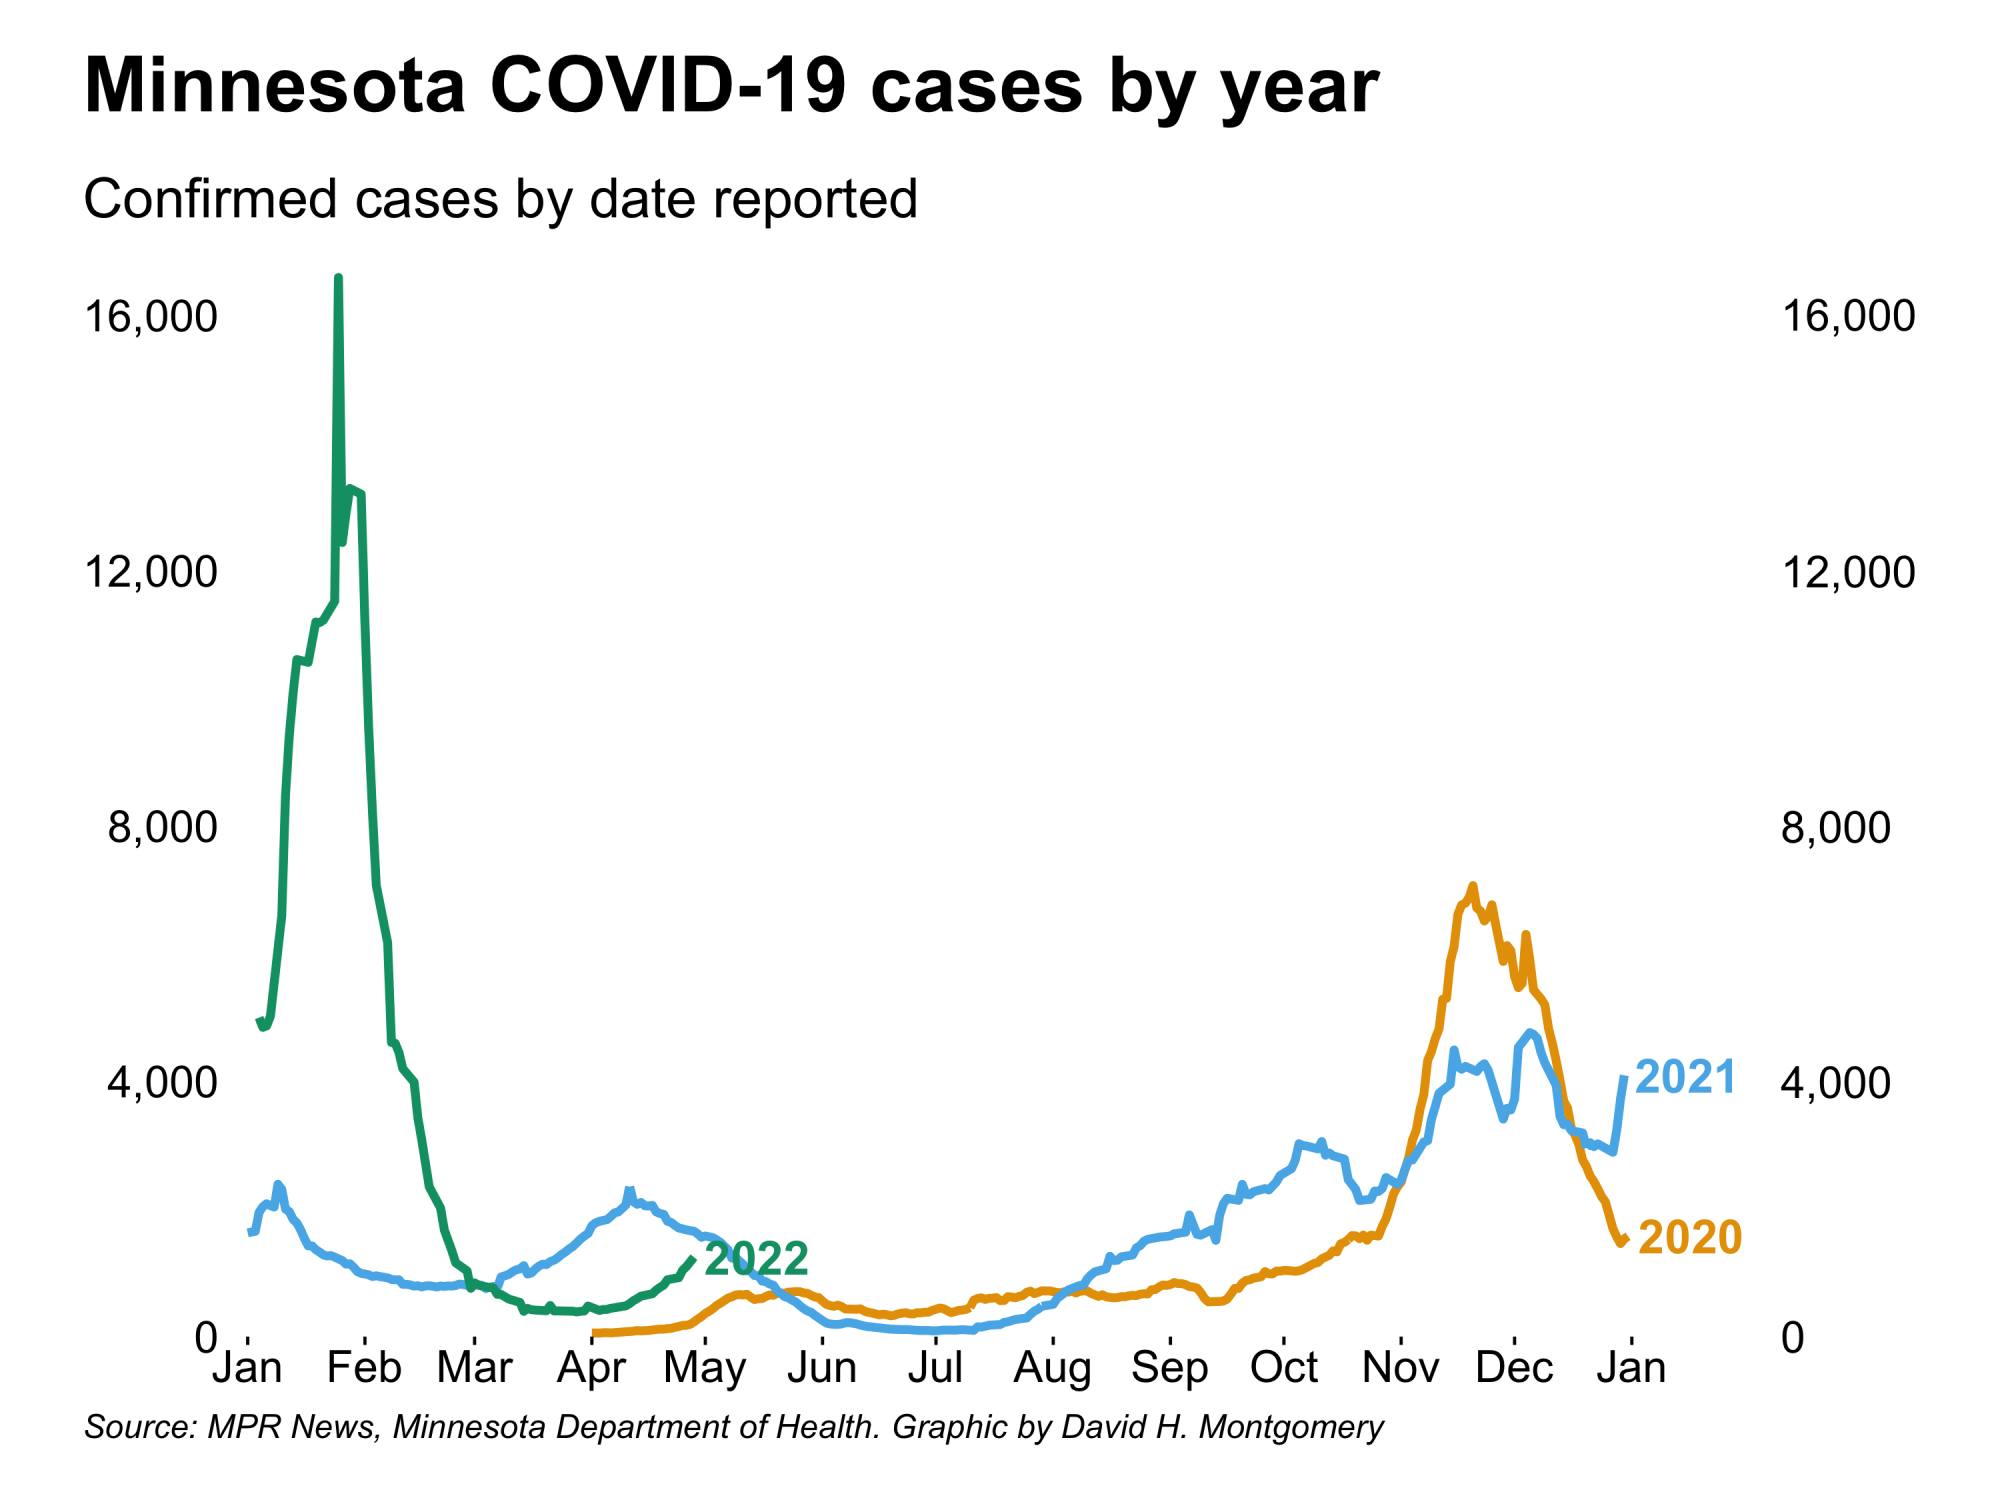 Minnesota COVID-19 cases by year
Confirmed cases by date reported
16,000 16,000
12,000 12,000
8,000 8,000
4,000 2021 4,000
2020
2022
0 0
Jan Feb Mar Apr May Jun Jul Aug Sep Oct Nov Dec Jan
Source: MPR News, Minnesota Department of Health. Graphic by David H. Montgomery